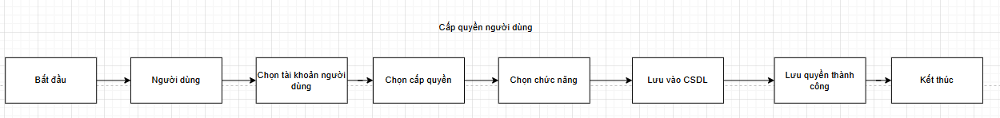 Cấp quyền người dùng
Bắt đầu
Người dùng
Chọn tài khoản người
dùng
Chọn cấp quyền
Chọn chức năng
Lưu vào CSDL
Lưu quyền thành
công
Kết thúc